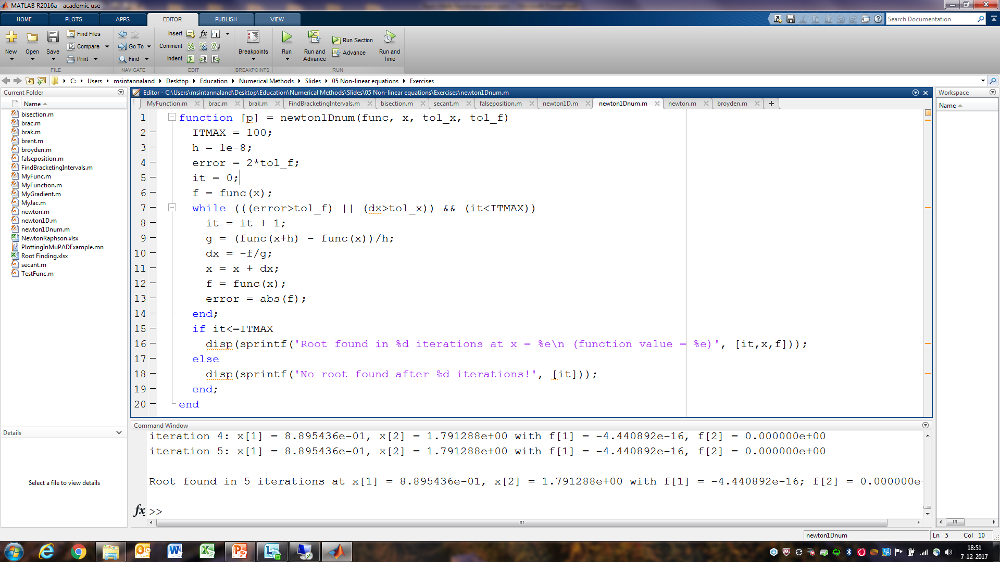 MATLAB R2016a - academic use
HOME PLOTS APPS EDITOR PUBLISH VIEW
Search Documentation
New Open Save
Find Files
Compare
Print
FILE
Go To
Find
NAVIGATE
Insert fx
Comment
Indent
EDIT
Breakpoints
BREAKPOINTS
Run
Run and Advance
Run Section
Advance
Run and Time
RUN
C: Users msintannaland Desktop Education Numerical Methods Slides 05 Non-linear equations Exercises
Current Folder
Name
bisection.m
brac.m
brak.m
brent.m
broyden.m
falseposition.m
FindBracketingIntervals.m
MyFunc.m
MyFunction.m
MyGradient.m
MyJac.m
newton.m
newton1D.m
newton1Dnum.m
NewtonRaphson.xlsx
PlottingInMuPADExample.mn
Root Finding.xlsx
secant.m
TestFunc.m
Details
Select a file to view details
Editor - C:\Users\msintannaland\Desktop\Education\Numerical Methods\Slides\05 Non-linear equations\Exercises\newton1Dnum.m
MyFunction.m brac.m brak.m FindBracketingIntervals.m bisection.m secant.m falseposition.m newton1D.m newton1Dnum.m newton.m broyden.m
1 function [p] = newton1Dnum(func, x, tol_x, tol_f)
2 ITMAX = 100;
3 h = 1e-8;
4 error = 2*tol_f;
5 it = 0;
6 f = func(x);
7 while (((error>tol_f) || (dx>tol_x)) && (it<ITMAX))
8 it = it + 1;
9 g = (func(x+h) - func(x))/h;
10 dx = -f/g;
11 x = x + dx;
12 f = func(x);
13 error = abs(f);
14 end;
15 if it<=ITMAX
16 disp(sprintf('Root found in %d iterations at x = %e\n (function value = %e)', [it,x,f]));
17 else
18 disp(sprintf('No root found after %d iterations!', [it]));
19 end;
20 end
Command Window
iteration 4: x[1] = 8.895436e-01, x[2] = 1.791288e+00 with f[1] = -4.440892e-16, f[2] = 0.000000e+00
iteration 5: x[1] = 8.895436e-01, x[2] = 1.791288e+00 with f[1] = -4.440892e-16, f[2] = 0.000000e+00
Root found in 5 iterations at x[1] = 8.895436e-01, x[2] = 1.791288e+00 with f[1] = -4.440892e-16; f[2] = 0.000000e-
fx >>
Workspace
Name
newton1Dnum
Ln 5 Col 10
18:51
7-12-2017